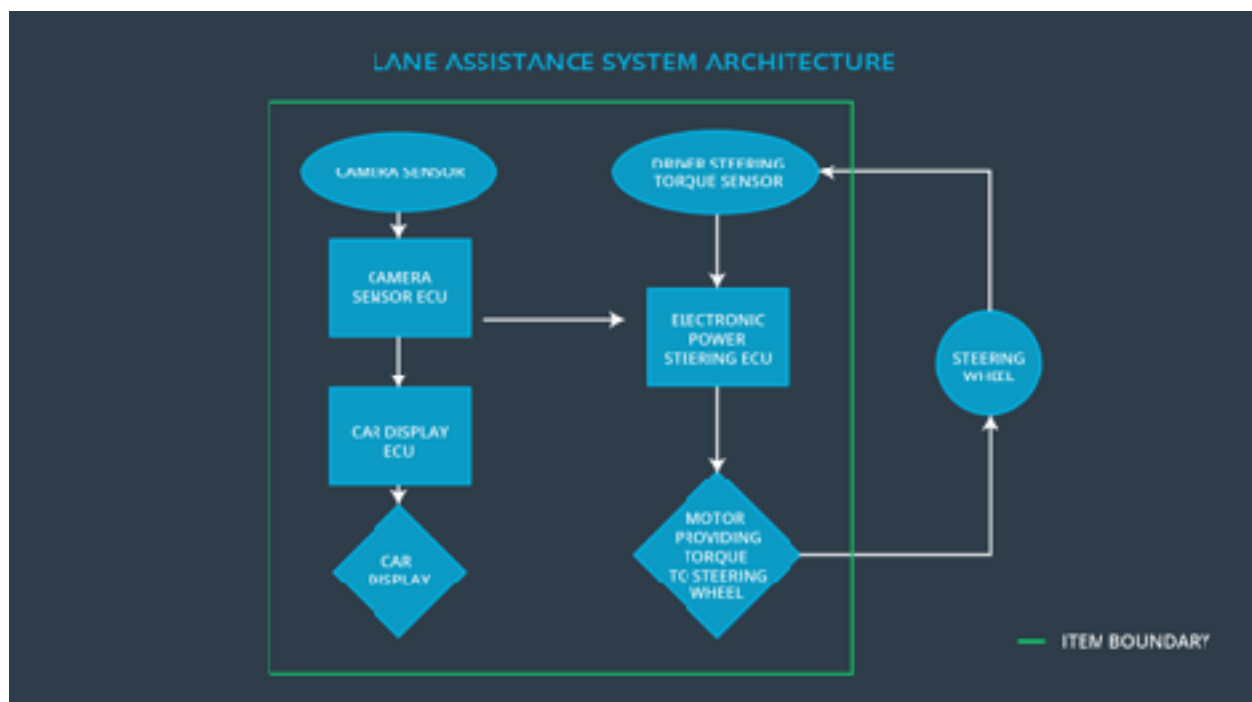 LANE ASSISTANCE SYSTEM ARCHITECTURE
CAMERA SENSOR
DRIVER STEERING
TORQUE SENSOR
CAMERA
SENSOR ECU
ELECTRONIC
POWER
STEERING ECU
STEERING
WHEEL
CAR DISPLAY
ECU
CAR
DISPLAY
MOTOR
PROVIDING
TORQUE
TO STEERING
WHEEL
ITEM BOUNDARY